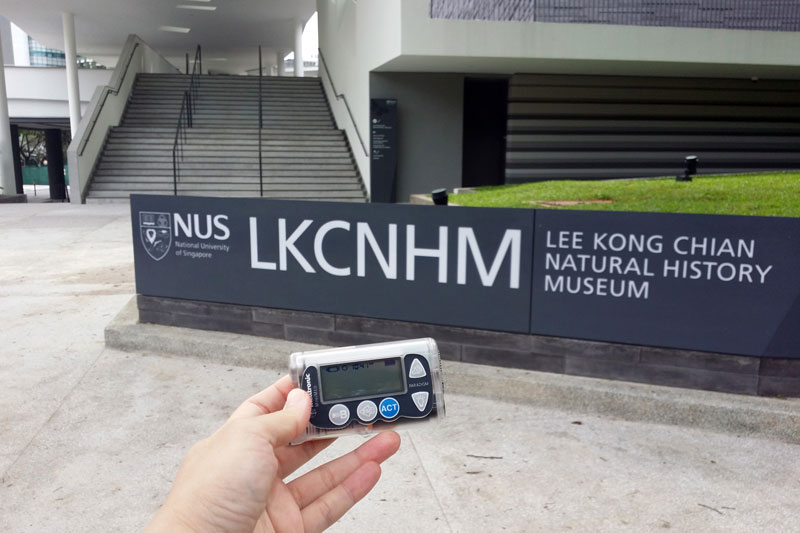 NUS
National University
of Singapore
LKCNHM
LEE KONG CHIAN
NATURAL HISTORY
MUSEUM
B
ACT